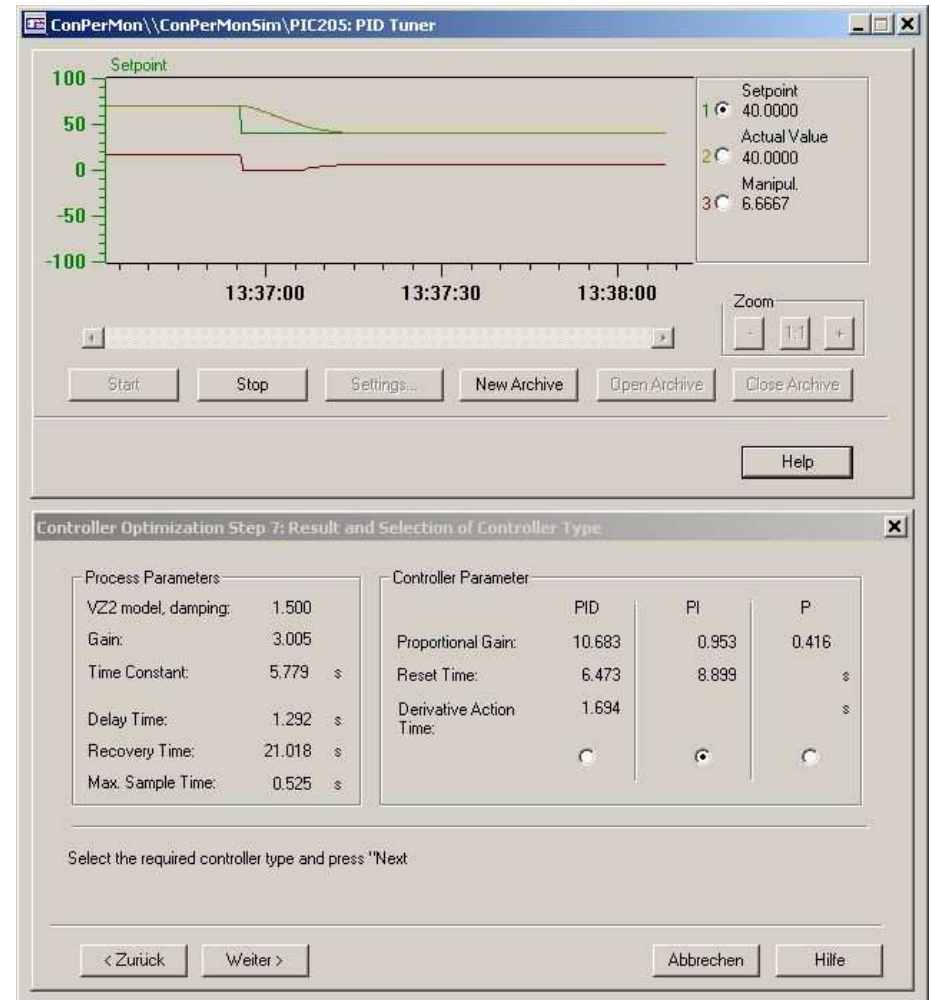 ConPerMon\\ConPerMonSim\PIC205: PID Tuner
Setpoint
100
50
0
-50
-100
13:37:00 13:37:30 13:38:00
Setpoint
1 40.0000
Actual Value
2 40.0000
Manipul.
3 6.6667
Zoom
- 1:1 +
Start Stop Settings... New Archive Open Archive Close Archive
Help
Controller Optimization Step 7: Result and Selection of Controller Type
Process Parameters
VZ2 model, damping: 1.500
Gain: 3.005
Time Constant: 5.779 s
Delay Time: 1.292 s
Recovery Time: 21.018 s
Max. Sample Time: 0.525 s
Controller Parameter
PID PI P
Proportional Gain: 10.683 0.953 0.416
Reset Time: 6.473 8.899 s
Derivative Action Time: 1.694 s
Select the required controller type and press "Next
< Zurück Weiter > Abbrechen Hilfe